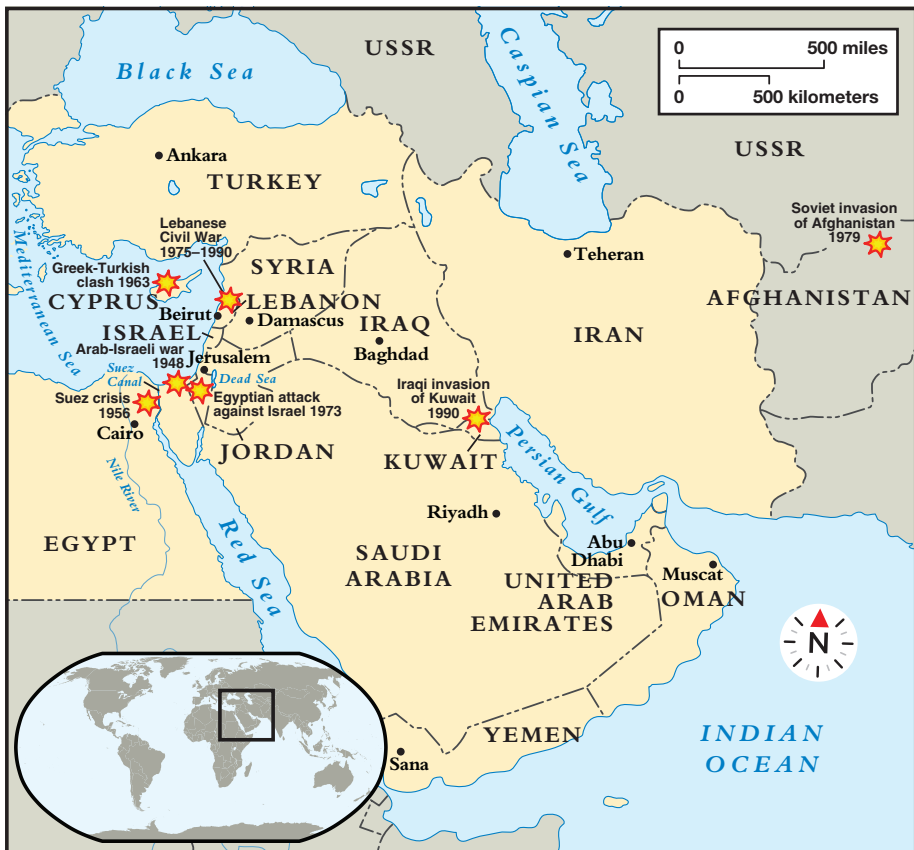 USSR
Black Sea
Caspian Sea
0 500 miles
0 500 kilometers
USSR
Ankara
TURKEY
Soviet invasion
of Afghanistan
1979
Lebanese
Civil War
1975–1990
Mediterranean Sea
Greek-Turkish
clash 1963
SYRIA
Teheran
CYPRUS
LEBANON
AFGHANISTAN
Beirut
Damascus
IRAQ
IRAN
ISRAEL
Baghdad
Arab-Israeli war
1948
Jerusalem
Suez
Canal
Dead Sea
Suez crisis
1956
Egyptian attack
against Israel 1973
Iraqi invasion
of Kuwait
1990
Cairo
JORDAN
KUWAIT
Persian Gulf
Nile River
Red Sea
Riyadh
EGYPT
SAUDI
ARABIA
Abu
Dhabi
Muscat
UNITED
ARAB
EMIRATES
OMAN
N
YEMEN
INDIAN
OCEAN
Sana